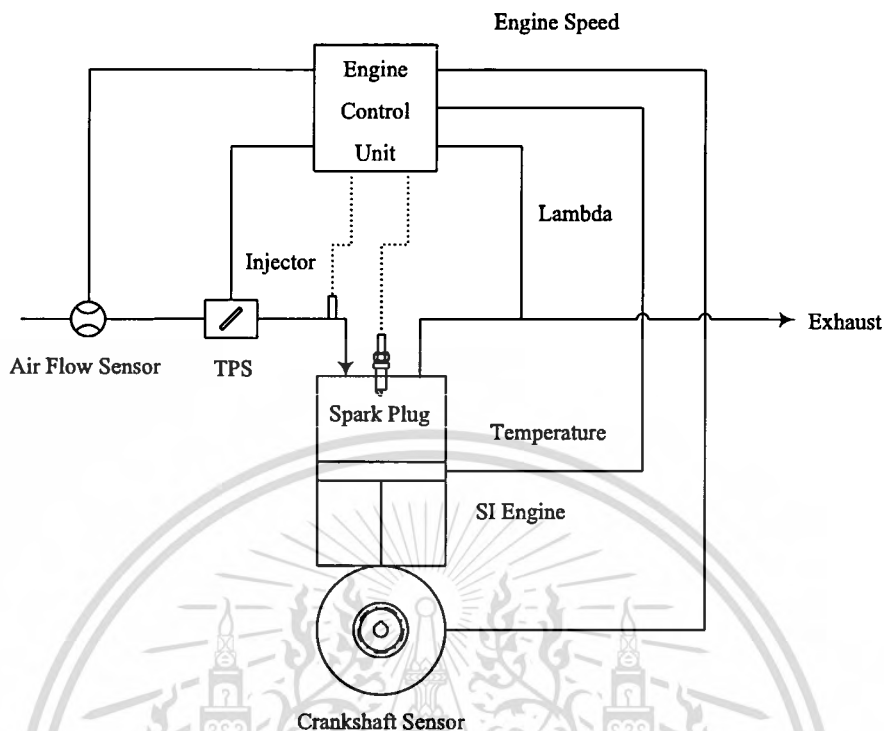 Engine Speed
Engine
Control
Unit
Lambda
Injector
Exhaust
Air Flow Sensor
TPS
Spark Plug
Temperature
SI Engine
Crankshaft Sensor